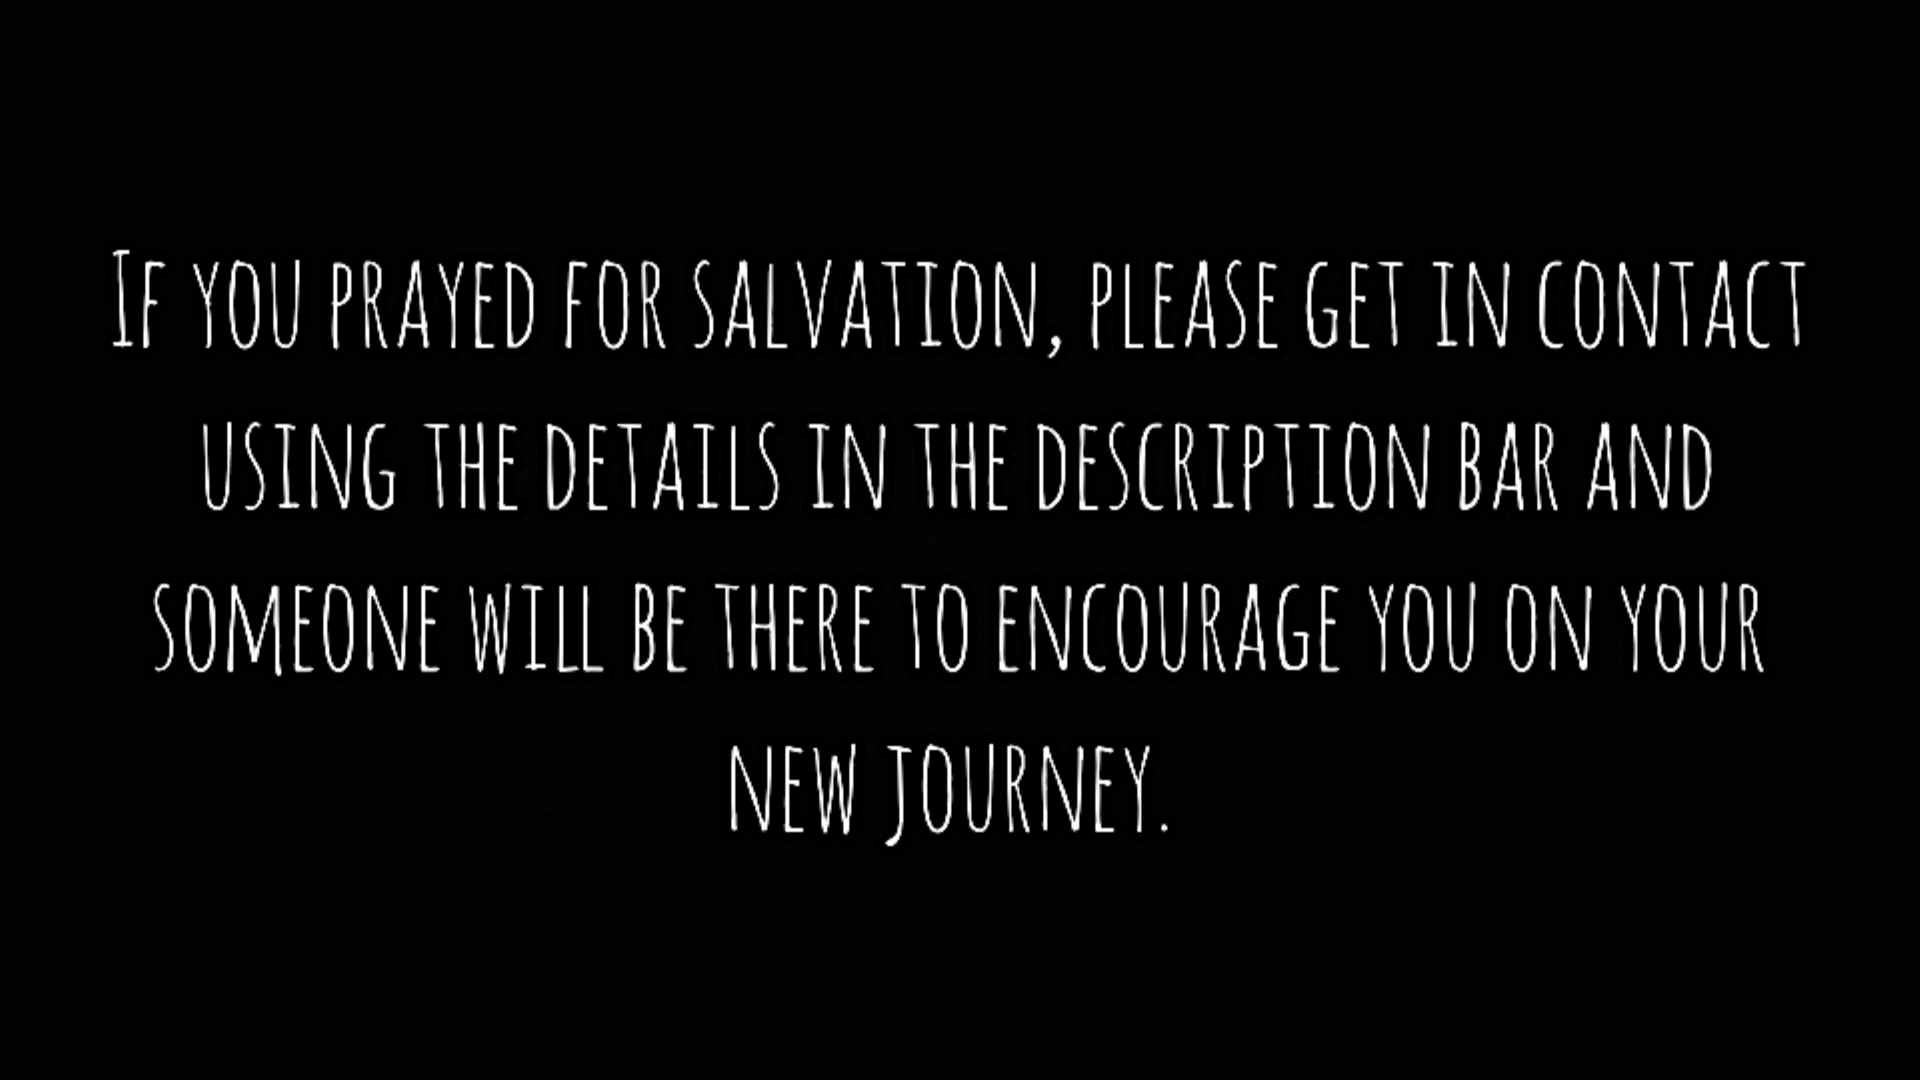 If you prayed for salvation, please get in contact
using the details in the description bar and
someone will be there to encourage you on your
new journey.